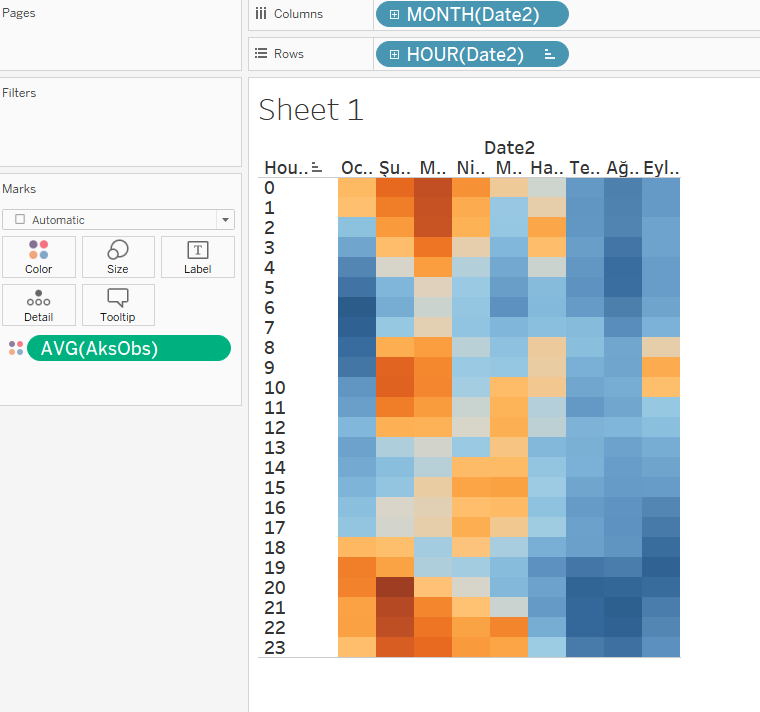 Pages
Columns
MONTH(Date2)
Rows
HOUR(Date2)
Filters
Sheet 1
Date2
Hou.. Oc.. Şu.. M.. Ni.. M.. Ha.. Te.. Ağ.. Eyl..
Marks
Automatic
Color
Size
T
Label
Detail
Tooltip
AVG(AksObs)
0
1
2
3
4
5
6
7
8
9
10
11
12
13
14
15
16
17
18
19
20
21
22
23